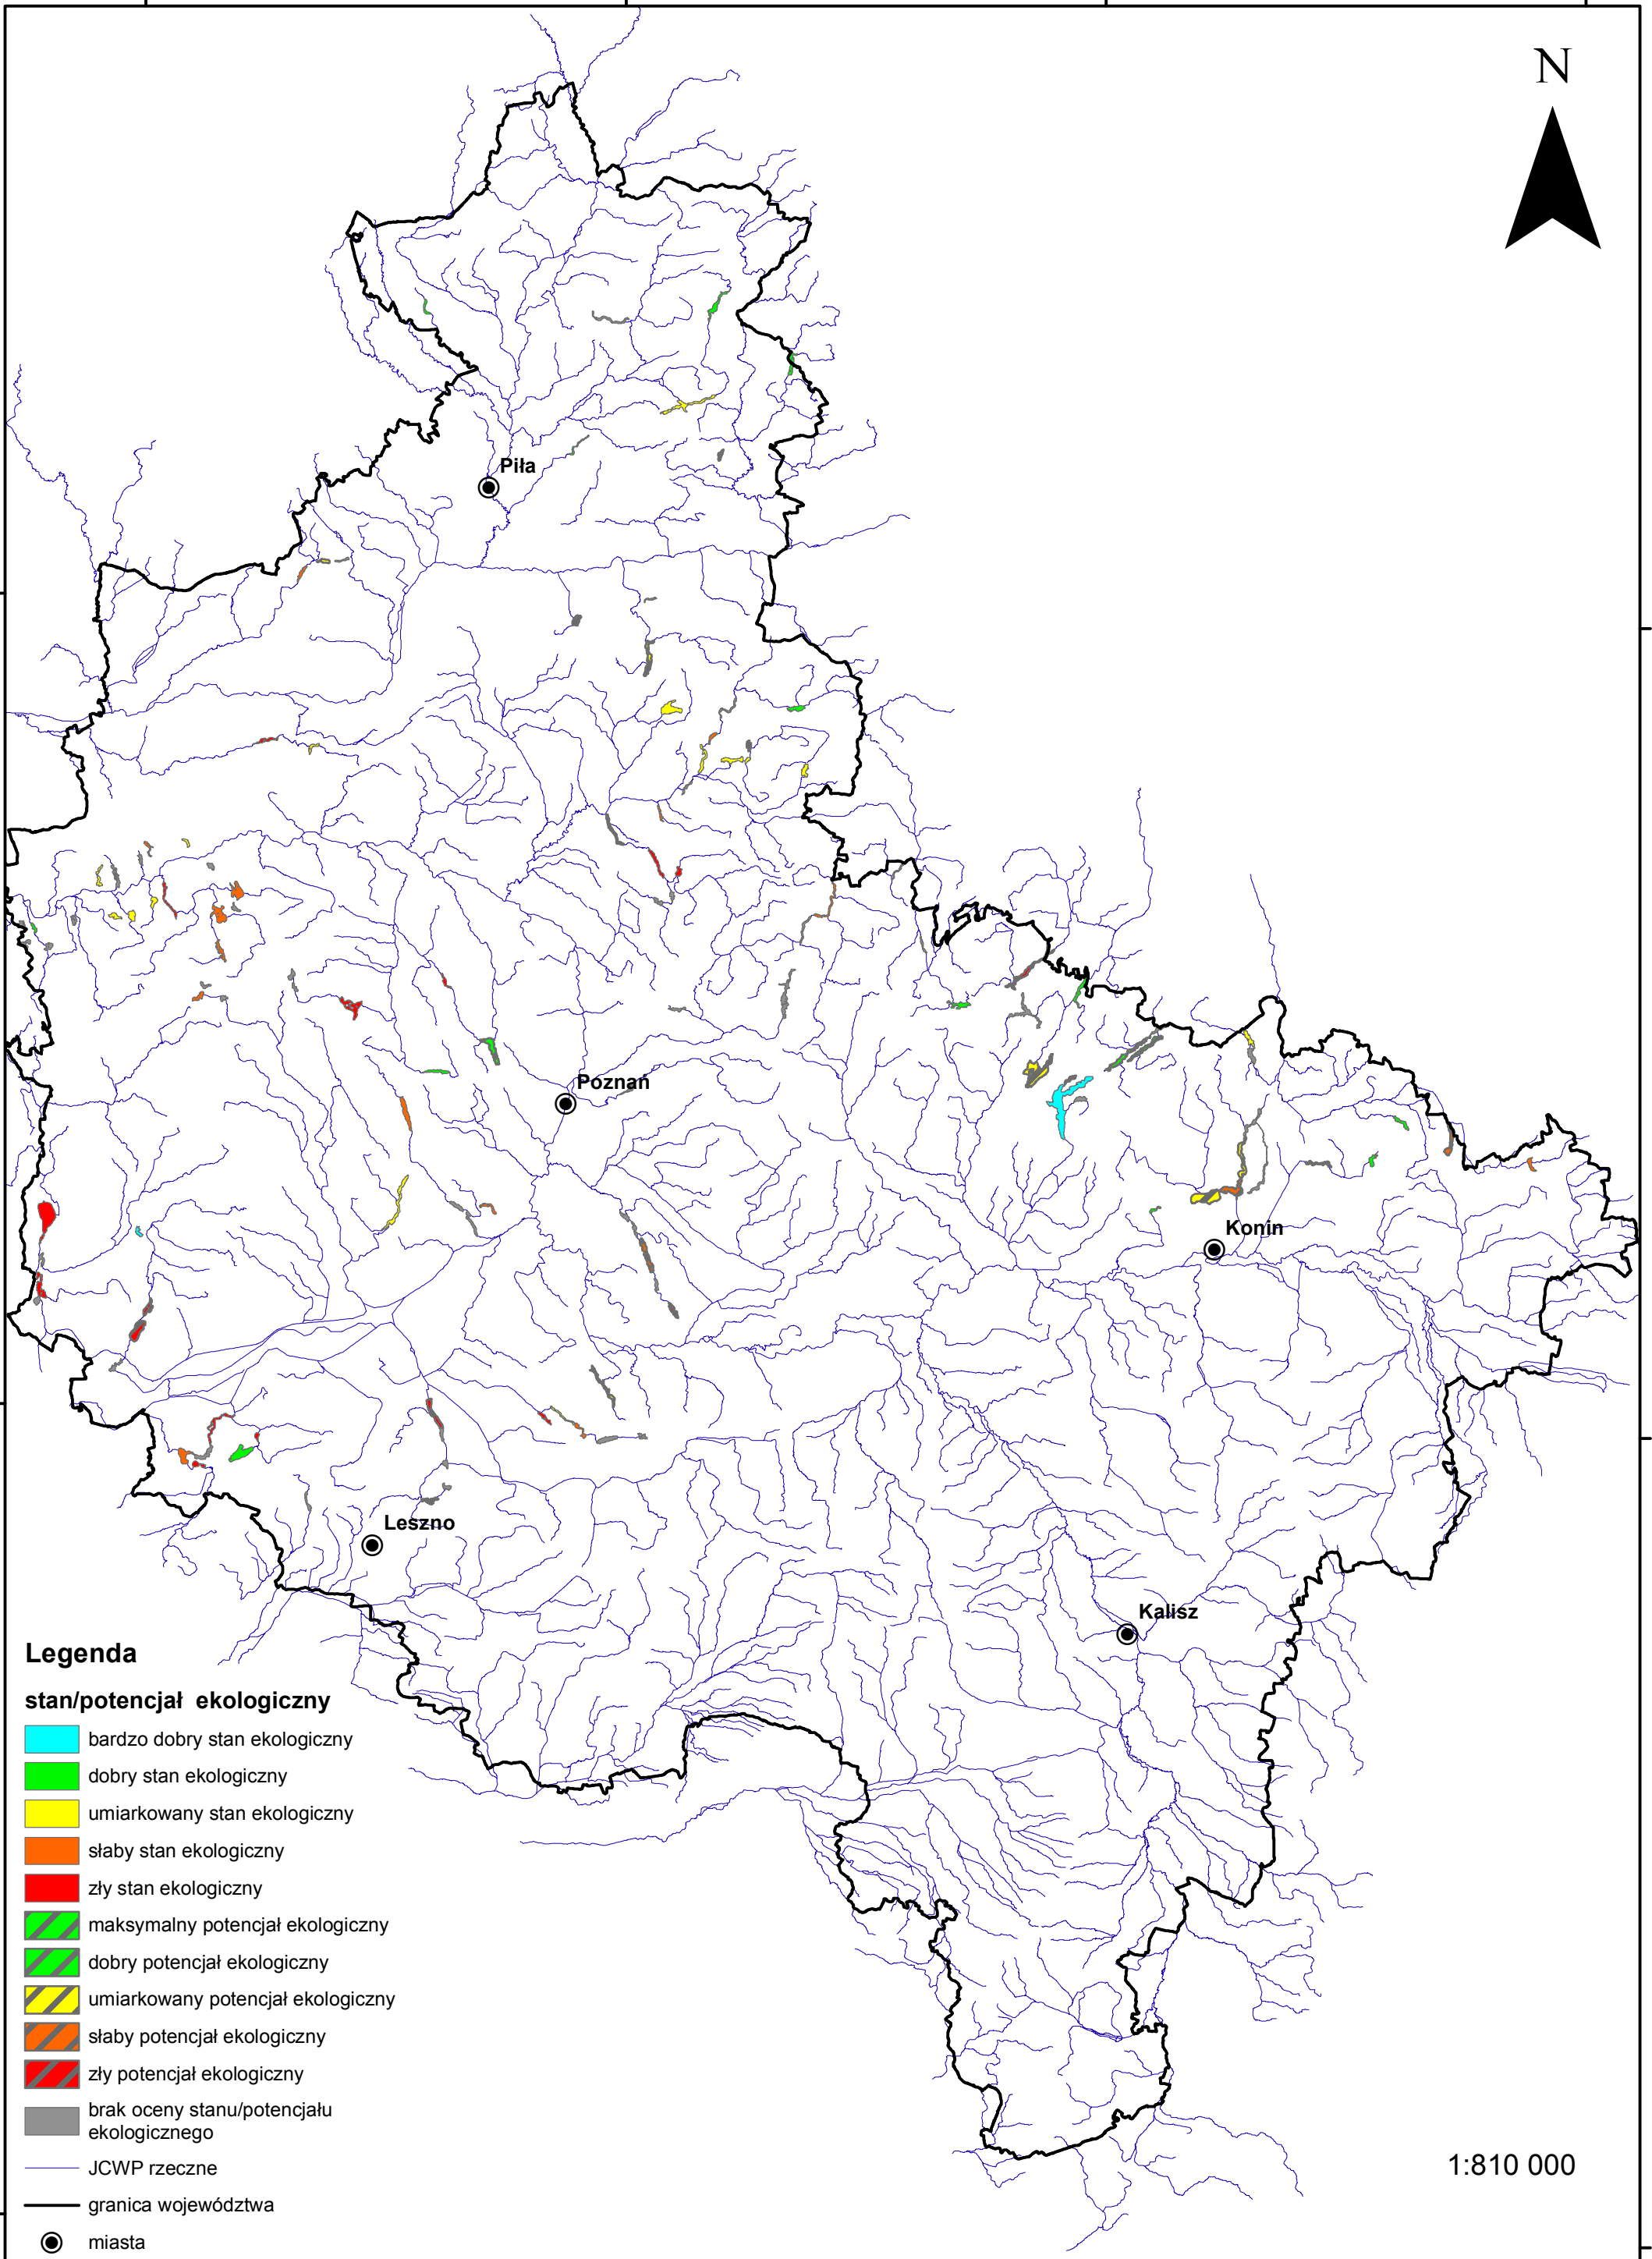 N
Piła
Poznań
Konin
Leszno
Kalisz
Legenda
stan/potencjał ekologiczny
bardzo dobry stan ekologiczny
dobry stan ekologiczny
umiarkowany stan ekologiczny
słaby stan ekologiczny
zły stan ekologiczny
maksymalny potencjał ekologiczny
dobry potencjał ekologiczny
umiarkowany potencjał ekologiczny
słaby potencjał ekologiczny
zły potencjał ekologiczny
brak oceny stanu/potencjału
ekologicznego
JCWP rzeczne
granica województwa
miasta
1:810 000